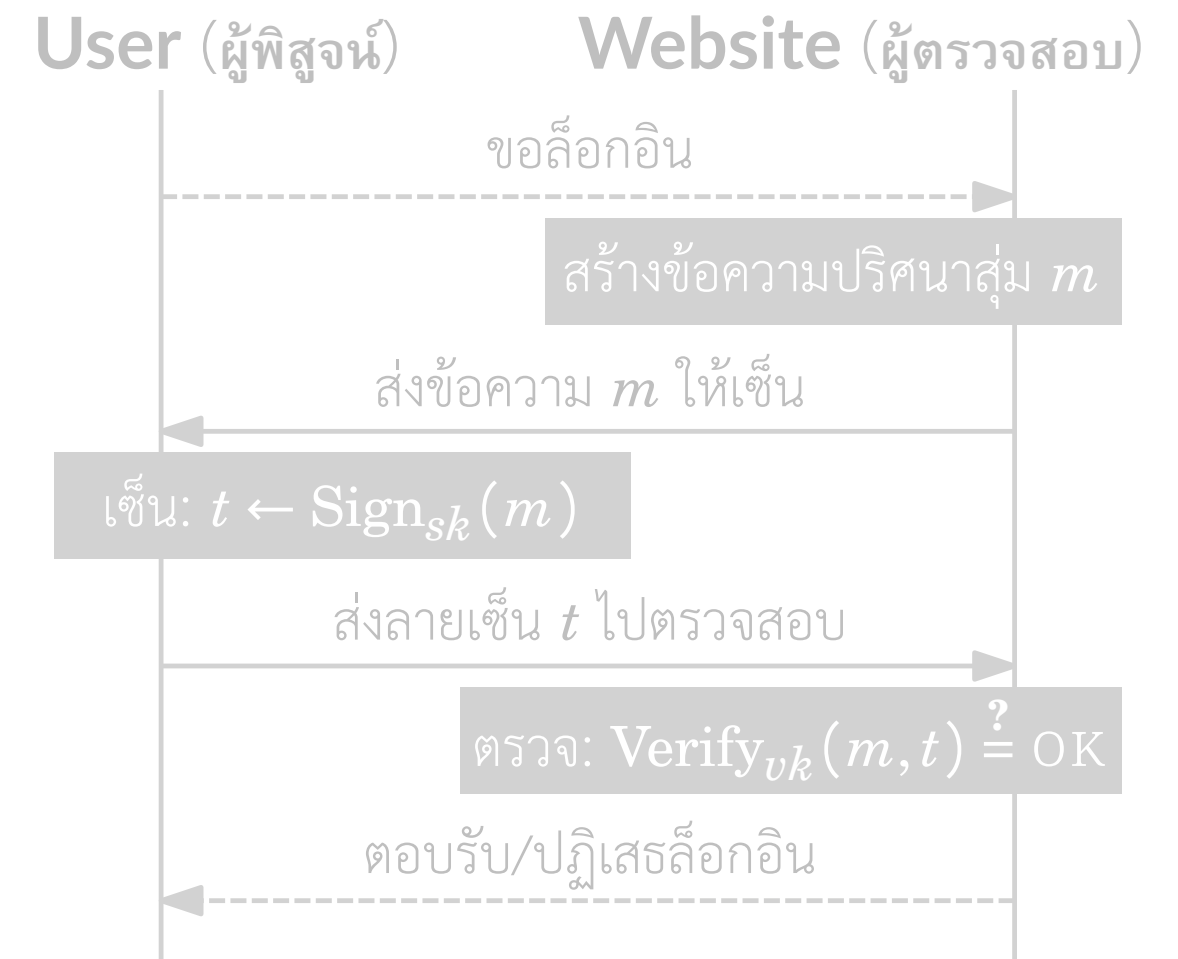 User (ผู้พิสูจน์) Website (ผู้ตรวจสอบ)
ขอล็อกอิน
สร้างข้อความปริศนาสุ่ม m
ส่งข้อความ m ให้เซ็น
เซ็น: t ← Signsk(m)
ส่งลายเซ็น t ไปตรวจสอบ
ตรวจ: Verifyvk(m, t) ≟ OK
ตอบรับ/ปฏิเสธล็อกอิน